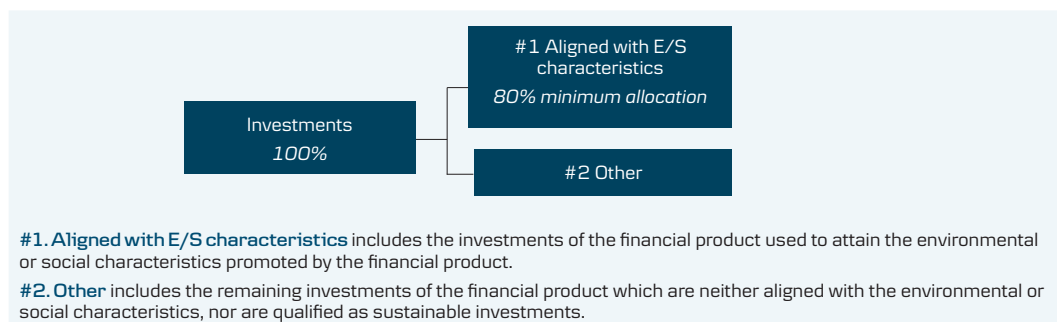 #1 Aligned with E/S
characteristics
80% minimum allocation
Investments
100%
#2 Other
#1. Aligned with E/S characteristics includes the investments of the financial product used to attain the environmental
or social characteristics promoted by the financial product.
#2. Other includes the remaining investments of the financial product which are neither aligned with the environmental or
social characteristics, nor are qualified as sustainable investments.